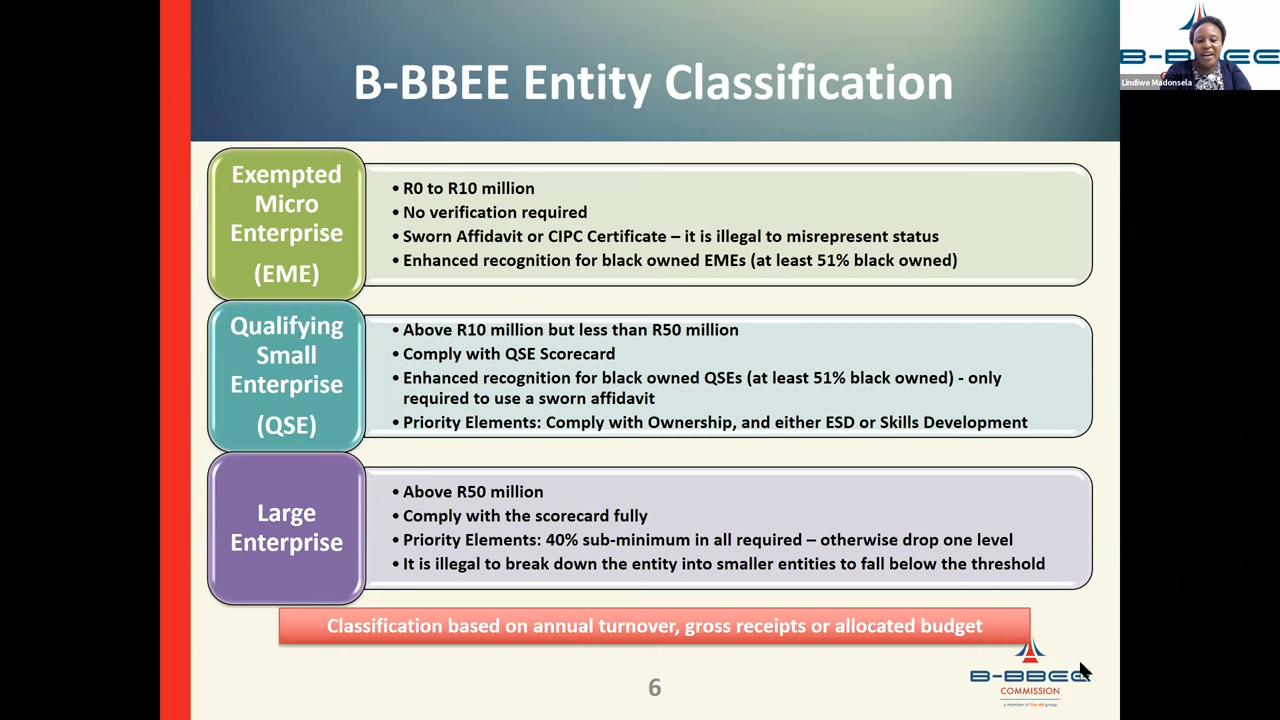 B-BBEE Entity Classification
B-BBEE
Lindiwe Madonsela
Exempted
Micro
Enterprise
(EME)
• R0 to R10 million
• No verification required
• Sworn Affidavit or CIPC Certificate – it is illegal to misrepresent status
• Enhanced recognition for black owned EMEs (at least 51% black owned)
Qualifying
Small
Enterprise
(QSE)
• Above R10 million but less than R50 million
• Comply with QSE Scorecard
• Enhanced recognition for black owned QSEs (at least 51% black owned) - only
required to use a sworn affidavit
• Priority Elements: Comply with Ownership, and either ESD or Skills Development
Large
Enterprise
• Above R50 million
• Comply with the scorecard fully
• Priority Elements: 40% sub-minimum in all required – otherwise drop one level
• It is illegal to break down the entity into smaller entities to fall below the threshold
Classification based on annual turnover, gross receipts or allocated budget
6
B-BBEE
COMMISSION
a member of the dti group